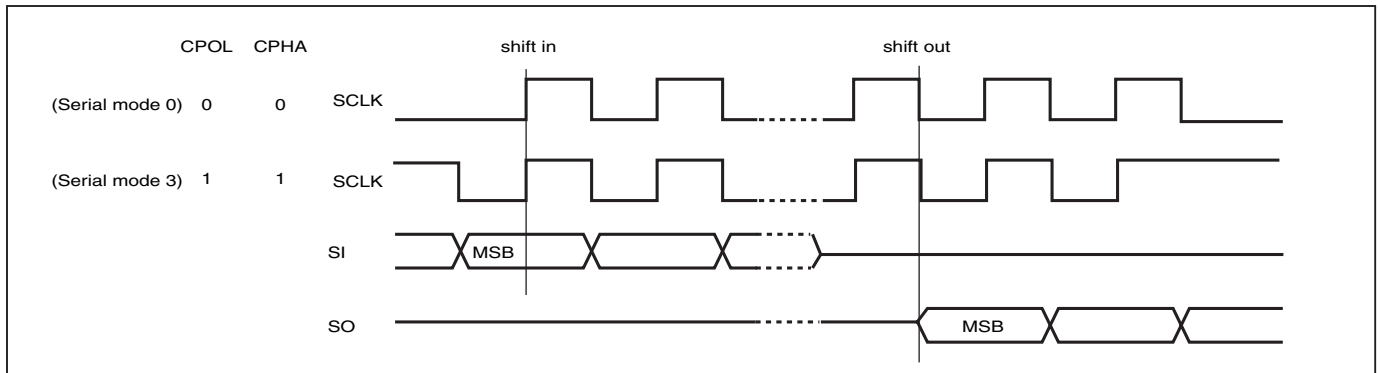 CPOL CPHA shift in shift out
(Serial mode 0) 0 0 SCLK
(Serial mode 3) 1 1 SCLK
SI MSB
SO MSB